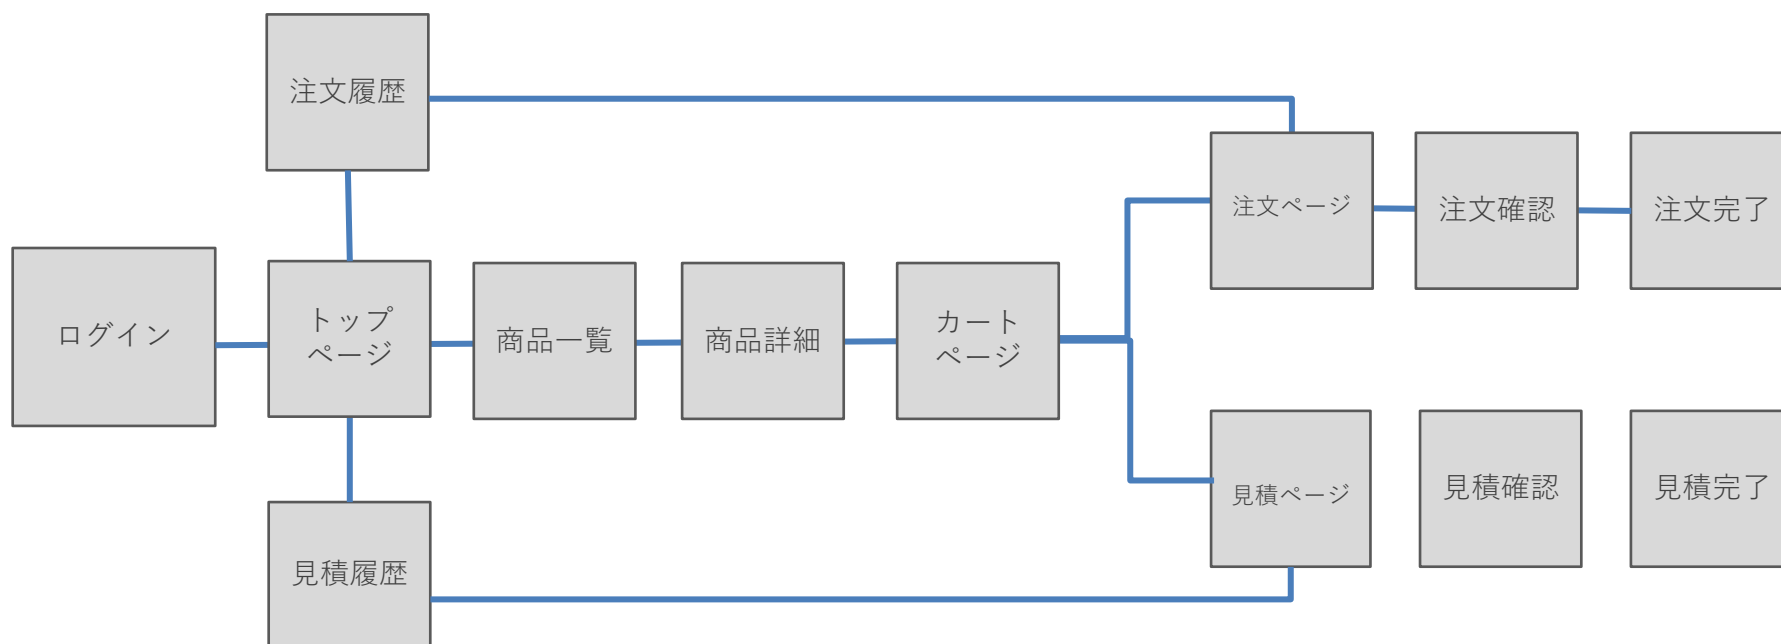 注文履歴
注文ページ
注文確認
注文完了
ログイン
トップ
ページ
商品一覧
商品詳細
カート
ページ
見積ページ
見積確認
見積完了
見積履歴